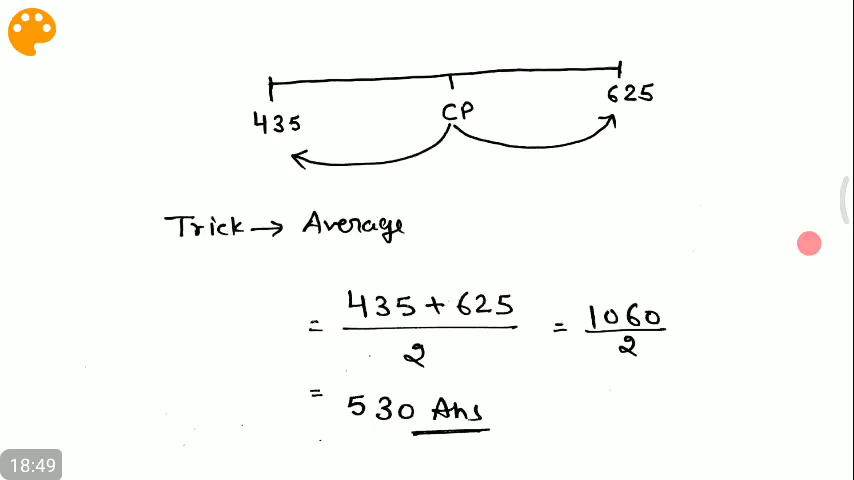 435 CP 625
Trick → Average
= 435 + 625 / 2 = 1060 / 2
= 530 Ans
18:49